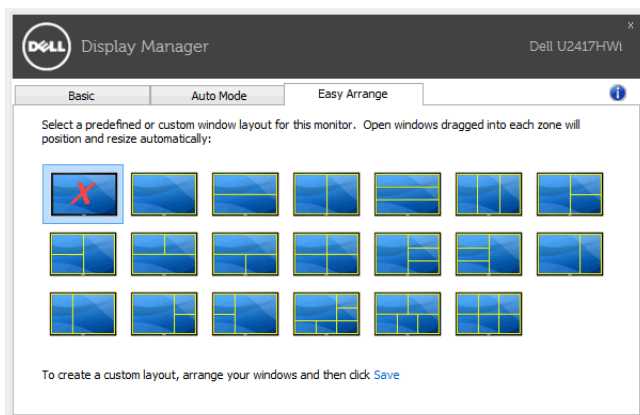 x
DELL Display Manager Dell U2417HWi
Basic Auto Mode Easy Arrange i
Select a predefined or custom window layout for this monitor. Open windows dragged into each zone will
position and resize automatically:
X
To create a custom layout, arrange your windows and then click Save